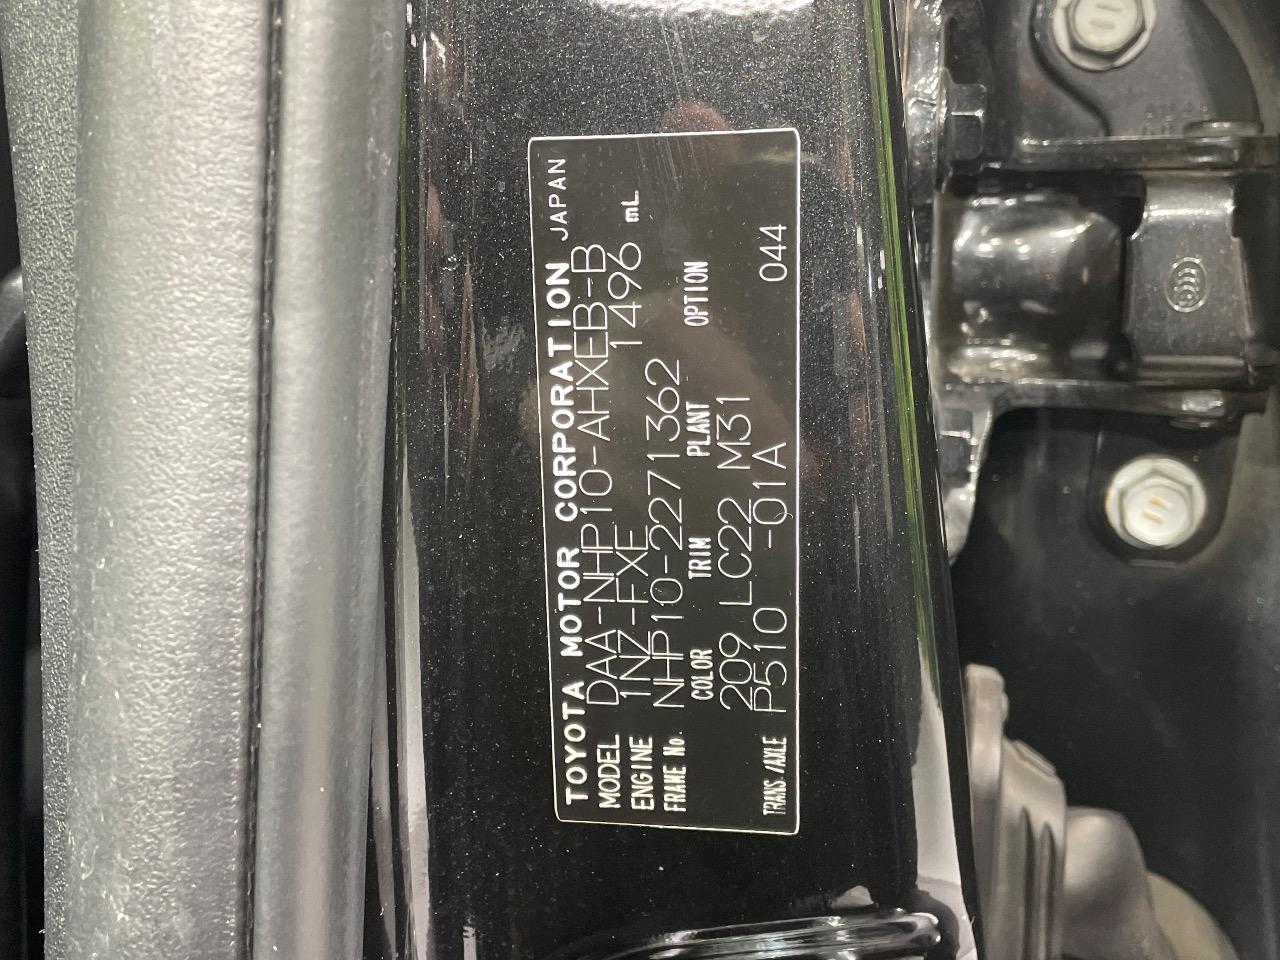 TOYOTA MOTOR CORPORATION JAPAN
MODEL DAA-NHP10-AHXEB-B
ENGINE 1NZ-FXE 1496 mL
FRAME No. NHP10-2271362
COLOR TRIM PLANT OPTION
209 LC22 M31
TRANS./AXLE P510 -01A 044